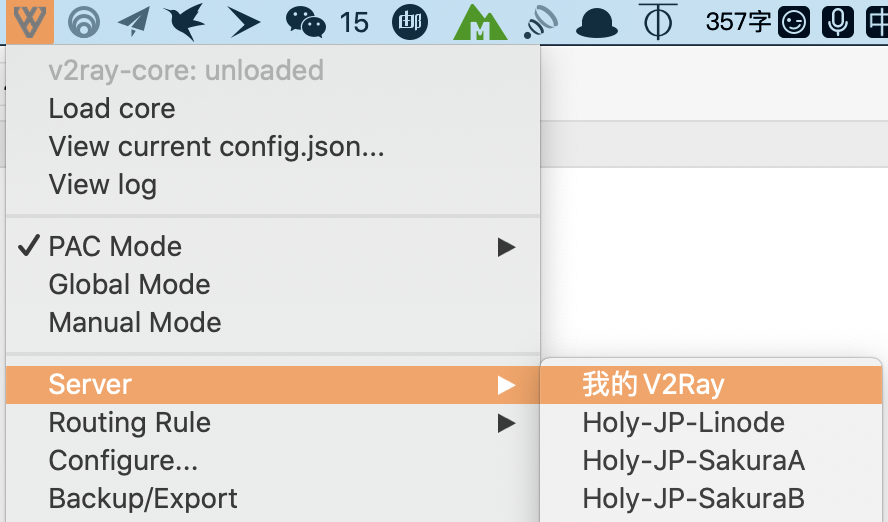 15 邮 357字 中
v2ray-core: unloaded
Load core
View current config.json...
View log
PAC Mode
Global Mode
Manual Mode
Server
我的 V2Ray
Routing Rule
Holy-JP-Linode
Configure...
Holy-JP-SakuraA
Backup/Export
Holy-JP-SakuraB